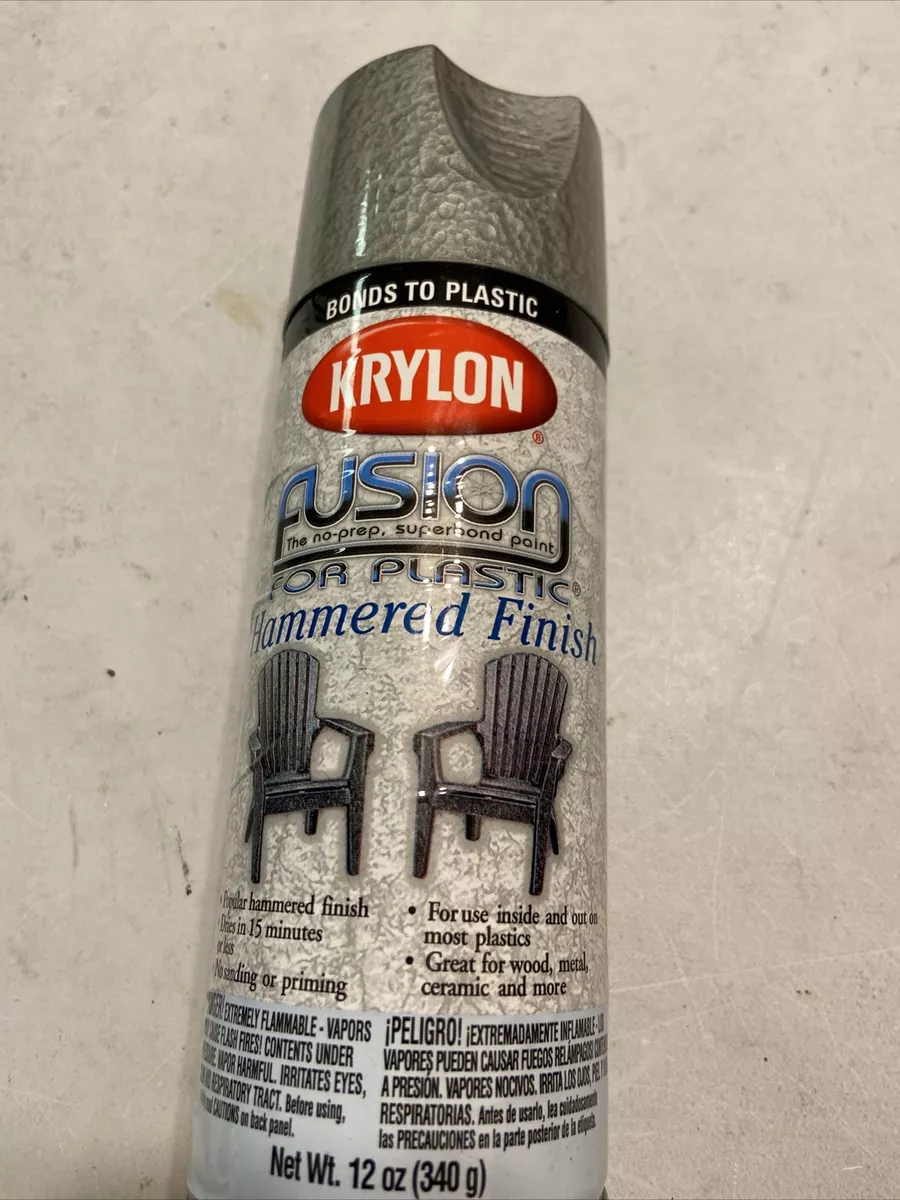 BONDS TO PLASTIC
KRYLON
®
FUSION
The no-prep, superbond paint
FOR PLASTIC®
Hammered Finish
• Popular hammered finish
Dries in 15 minutes
or less
No sanding or priming
• For use inside and out on
most plastics
• Great for wood, metal,
ceramic and more
EXTREMELY FLAMMABLE - VAPORS
FLASH FIRES! CONTENTS UNDER
VAPOR HARMFUL. IRRITATES EYES,
RESPIRATORY TRACT. Before using,
CAUTIONS on back panel.
¡PELIGRO! ¡EXTREMADAMENTE INFLAMABLE -
VAPORES PUEDEN CAUSAR FUEGOS RELÁMPAGOS
A PRESIÓN. VAPORES NOCIVOS. IRRITA LOS OJOS,
RESPIRATORIAS. Antes de usarlo, lea cuidadosamente
las PRECAUCIONES en la parte posterior de la etiqueta.
Net Wt. 12 oz (340 g)